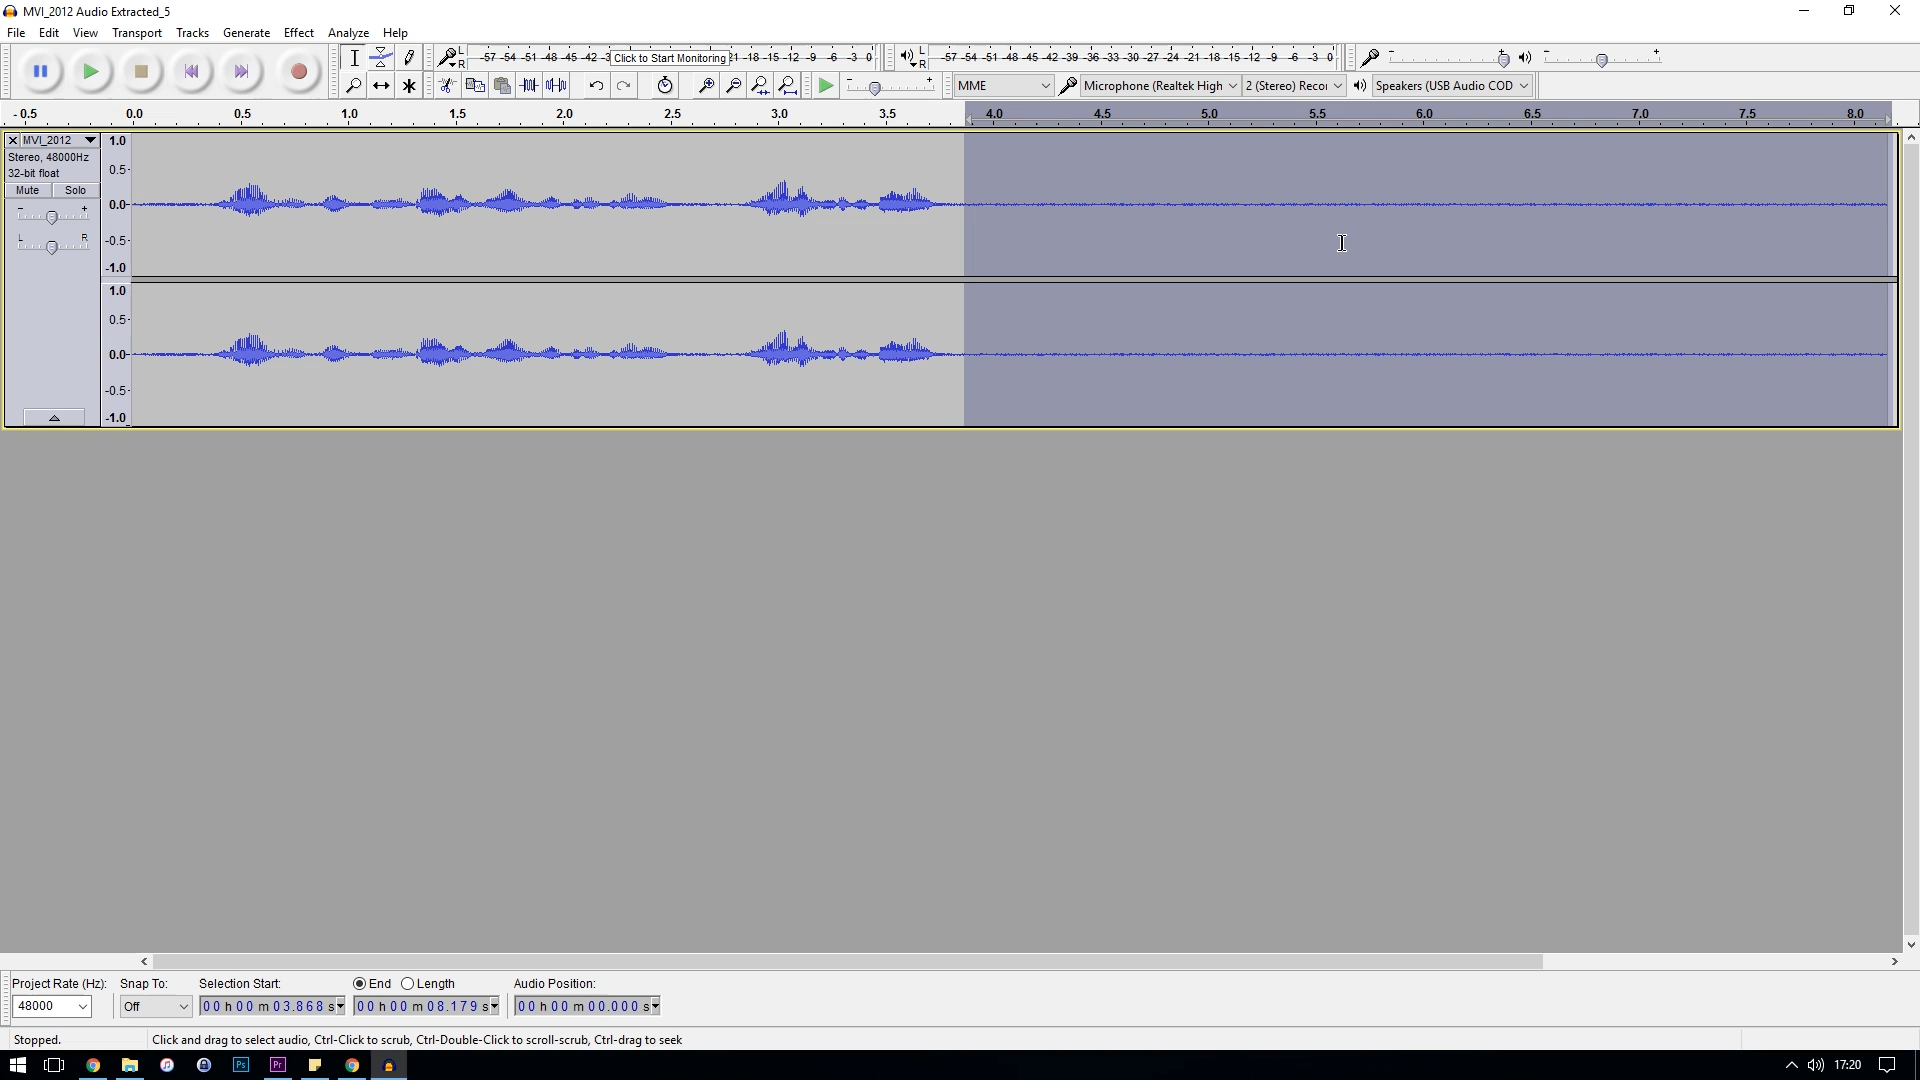 MVI_2012 Audio Extracted_5
File Edit View Transport Tracks Generate Effect Analyze Help
L
R
-57 -54 -51 -48 -45 -42 -3 Click to Start Monitoring 21 -18 -15 -12 -9 -6 -3 0
L
R
-57 -54 -51 -48 -45 -42 -39 -36 -33 -30 -27 -24 -21 -18 -15 -12 -9 -6 -3 0
MME Microphone (Realtek High 2 (Stereo) Recor Speakers (USB Audio COD
-0.5 0.0 0.5 1.0 1.5 2.0 2.5 3.0 3.5 4.0 4.5 5.0 5.5 6.0 6.5 7.0 7.5 8.0
MVI_2012
Stereo, 48000Hz
32-bit float
Mute Solo
- +
L R
1.0
0.5-
0.0-
-0.5-
-1.0
1.0
0.5-
0.0-
-0.5-
-1.0
Project Rate (Hz): Snap To: Selection Start: End Length Audio Position:
48000 Off 00 h 00 m 03.868 s 00 h 00 m 08.179 s 00 h 00 m 00.000 s
Stopped. Click and drag to select audio, Ctrl-Click to scrub, Ctrl-Double-Click to scroll-scrub, Ctrl-drag to seek
Ps Pr 17:20